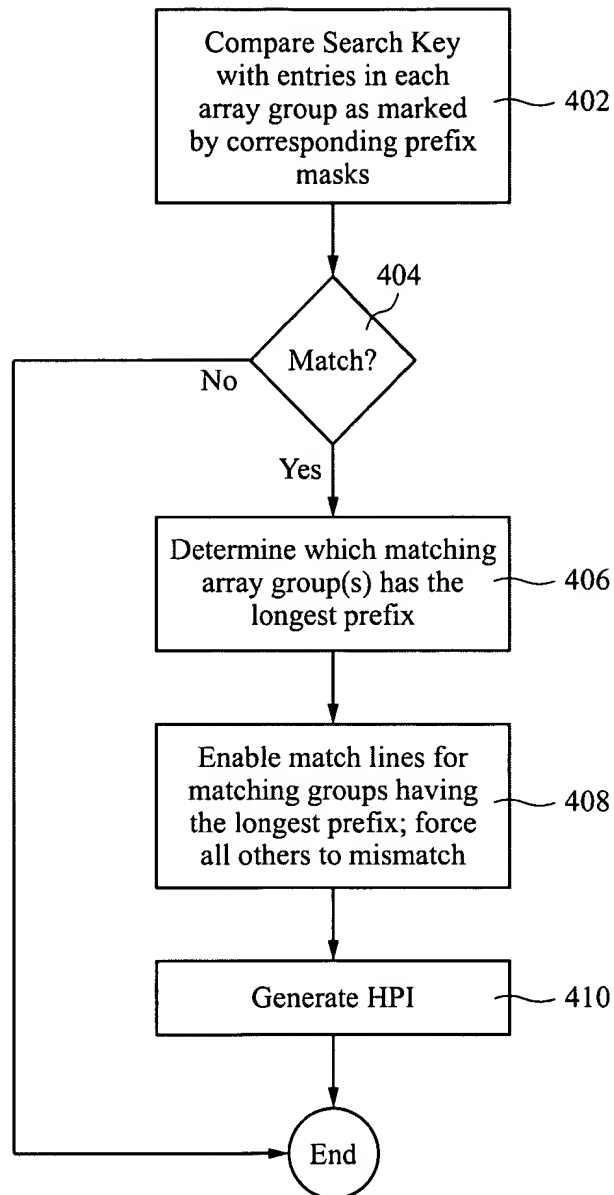 Compare Search Key
with entries in each
array group as marked
by corresponding prefix
masks
402
404
Match?
No
Yes
Determine which matching
array group(s) has the
longest prefix
406
Enable match lines for
matching groups having
the longest prefix; force
all others to mismatch
408
Generate HPI
410
End